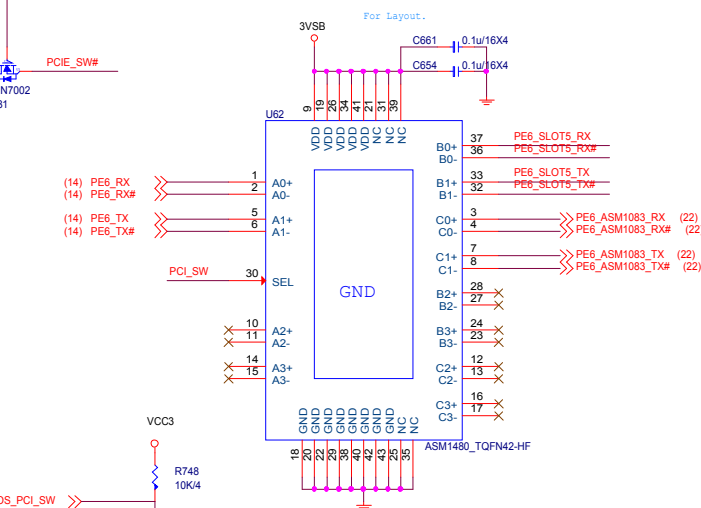 For Layout.
3VSB
C661 0.1u/16X4
C654 0.1u/16X4
PCIE_SW#
N7002
31
U62
9 19 26 34 41 21 31 39
VDD VDD VDD VDD VDD VDD NC NC NC
(14) PE6_RX 1 A0+
(14) PE6_RX# 2 A0-
(14) PE6_TX 5 A1+
(14) PE6_TX# 6 A1-
PCI_SW 30 SEL
10 A2+
11 A2-
14 A3+
15 A3-
GND
B0+ 37 PE6_SLOT5_RX
B0- 36 PE6_SLOT5_RX#
B1+ 33 PE6_SLOT5_TX
B1- 32 PE6_SLOT5_TX#
C0+ 3 PE6_ASM1083_RX (22)
C0- 4 PE6_ASM1083_RX# (22
C1+ 7 PE6_ASM1083_TX (22)
C1- 8 PE6_ASM1083_TX# (22)
B2+ 28
B2- 27
B3+ 24
B3- 23
C2+ 12
C2- 13
C3+ 16
C3- 17
GND GND GND GND GND GND GND GND NC NC
18 20 22 29 38 40 42 43 25 35
ASM1480_TQFN42-HF
VCC3
R748
10K/4
OS_PCI_SW